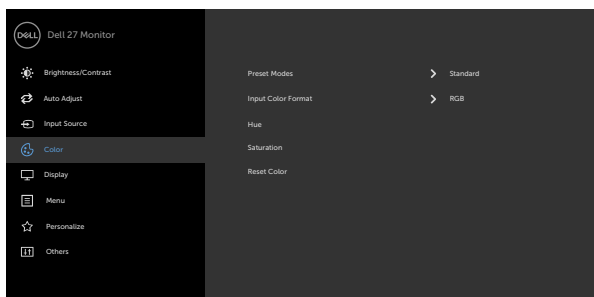 DELL
Dell 27 Monitor
Brightness/Contrast
Auto Adjust
Input Source
Color
Display
Menu
Personalize
Others
Preset Modes Standard
Input Color Format RGB
Hue
Saturation
Reset Color